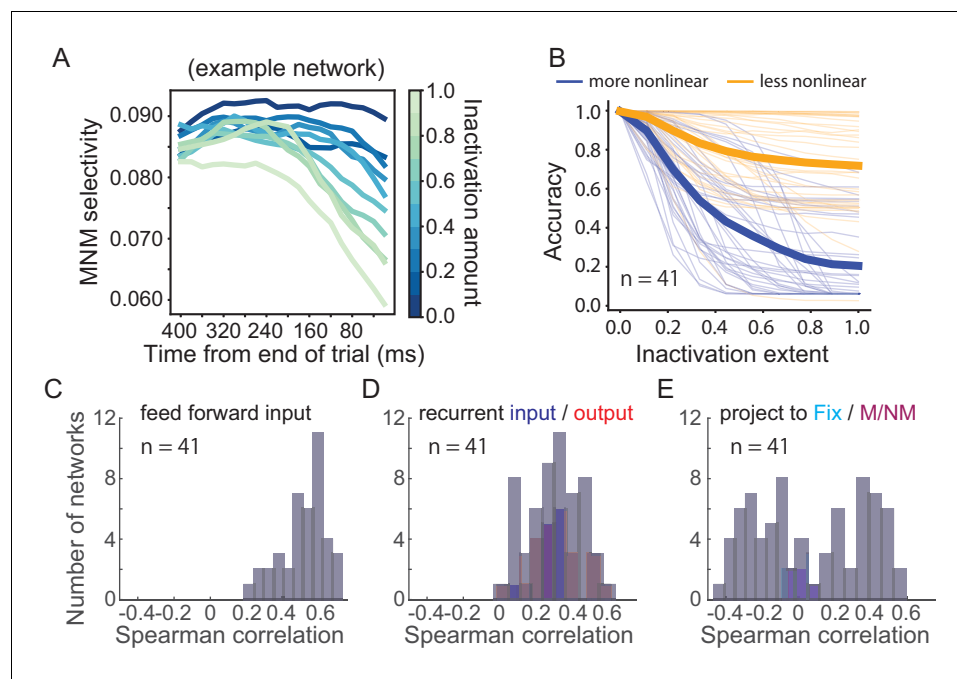 A
(example network)
MNM selectivity
0.090
0.080
0.070
0.060
400 320 240 160 80
Time from end of trial (ms)
1.0
0.8
0.6
0.4
0.2
0.0
Inactivation amount
B
more nonlinear less nonlinear
Accuracy
1.0
0.8
0.6
0.4
0.2
0.0
n = 41
0.0 0.2 0.4 0.6 0.8 1.0
Inactivation extent
C
feed forward input
n = 41
Number of networks
12
8
4
0
-0.4 -0.2 0 0.2 0.4 0.6
Spearman correlation
D
recurrent input / output
n = 41
12
8
4
0
-0.4 -0.2 0 0.2 0.4 0.6
Spearman correlation
E
project to Fix / M/NM
n = 41
12
8
4
0
-0.4 -0.2 0 0.2 0.4 0.6
Spearman correlation